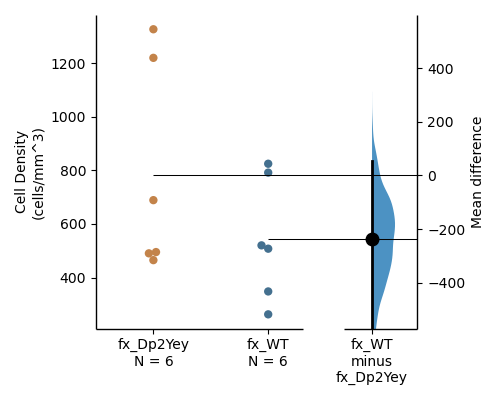 Cell Density
(cells/mm^3)
1200
1000
800
600
400
400
200
0
−200
−400
Mean difference
fx_Dp2Yey
N = 6
fx_WT
N = 6
fx_WT
minus
fx_Dp2Yey